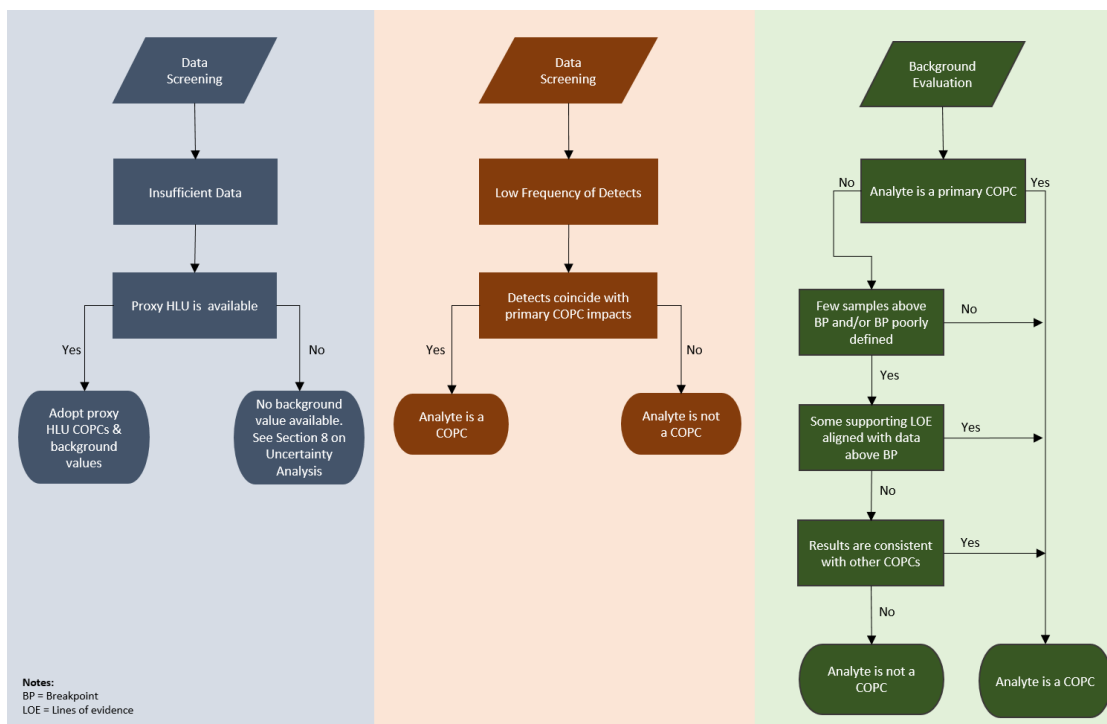 Data
Screening
Insufficient Data
Proxy HLU is available
Yes
No
Adopt proxy
HLU COPCs &
background
values
No background
value available.
See Section 8 on
Uncertainty
Analysis
Notes:
BP = Breakpoint
LOE = Lines of evidence
Data
Screening
Low Frequency of Detects
Detects coincide with
primary COPC impacts
Yes
No
Analyte is a
COPC
Analyte is not
a COPC
Background
Evaluation
No
Analyte is a primary COPC
Yes
Few samples above
BP and/or BP poorly
defined
No
Yes
Some supporting LOE
aligned with data
above BP
Yes
No
Results are consistent
with other COPCs
Yes
No
Analyte is not a
COPC
Analyte is a COPC